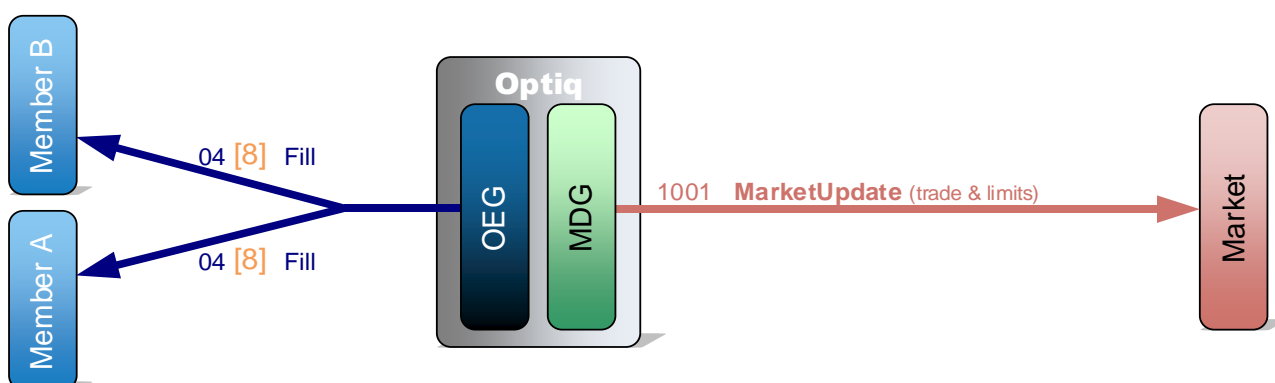 Member B
Optiq
04 [8] Fill
OEG
MDG
1001 MarketUpdate (trade & limits)
Market
04 [8] Fill
Member A